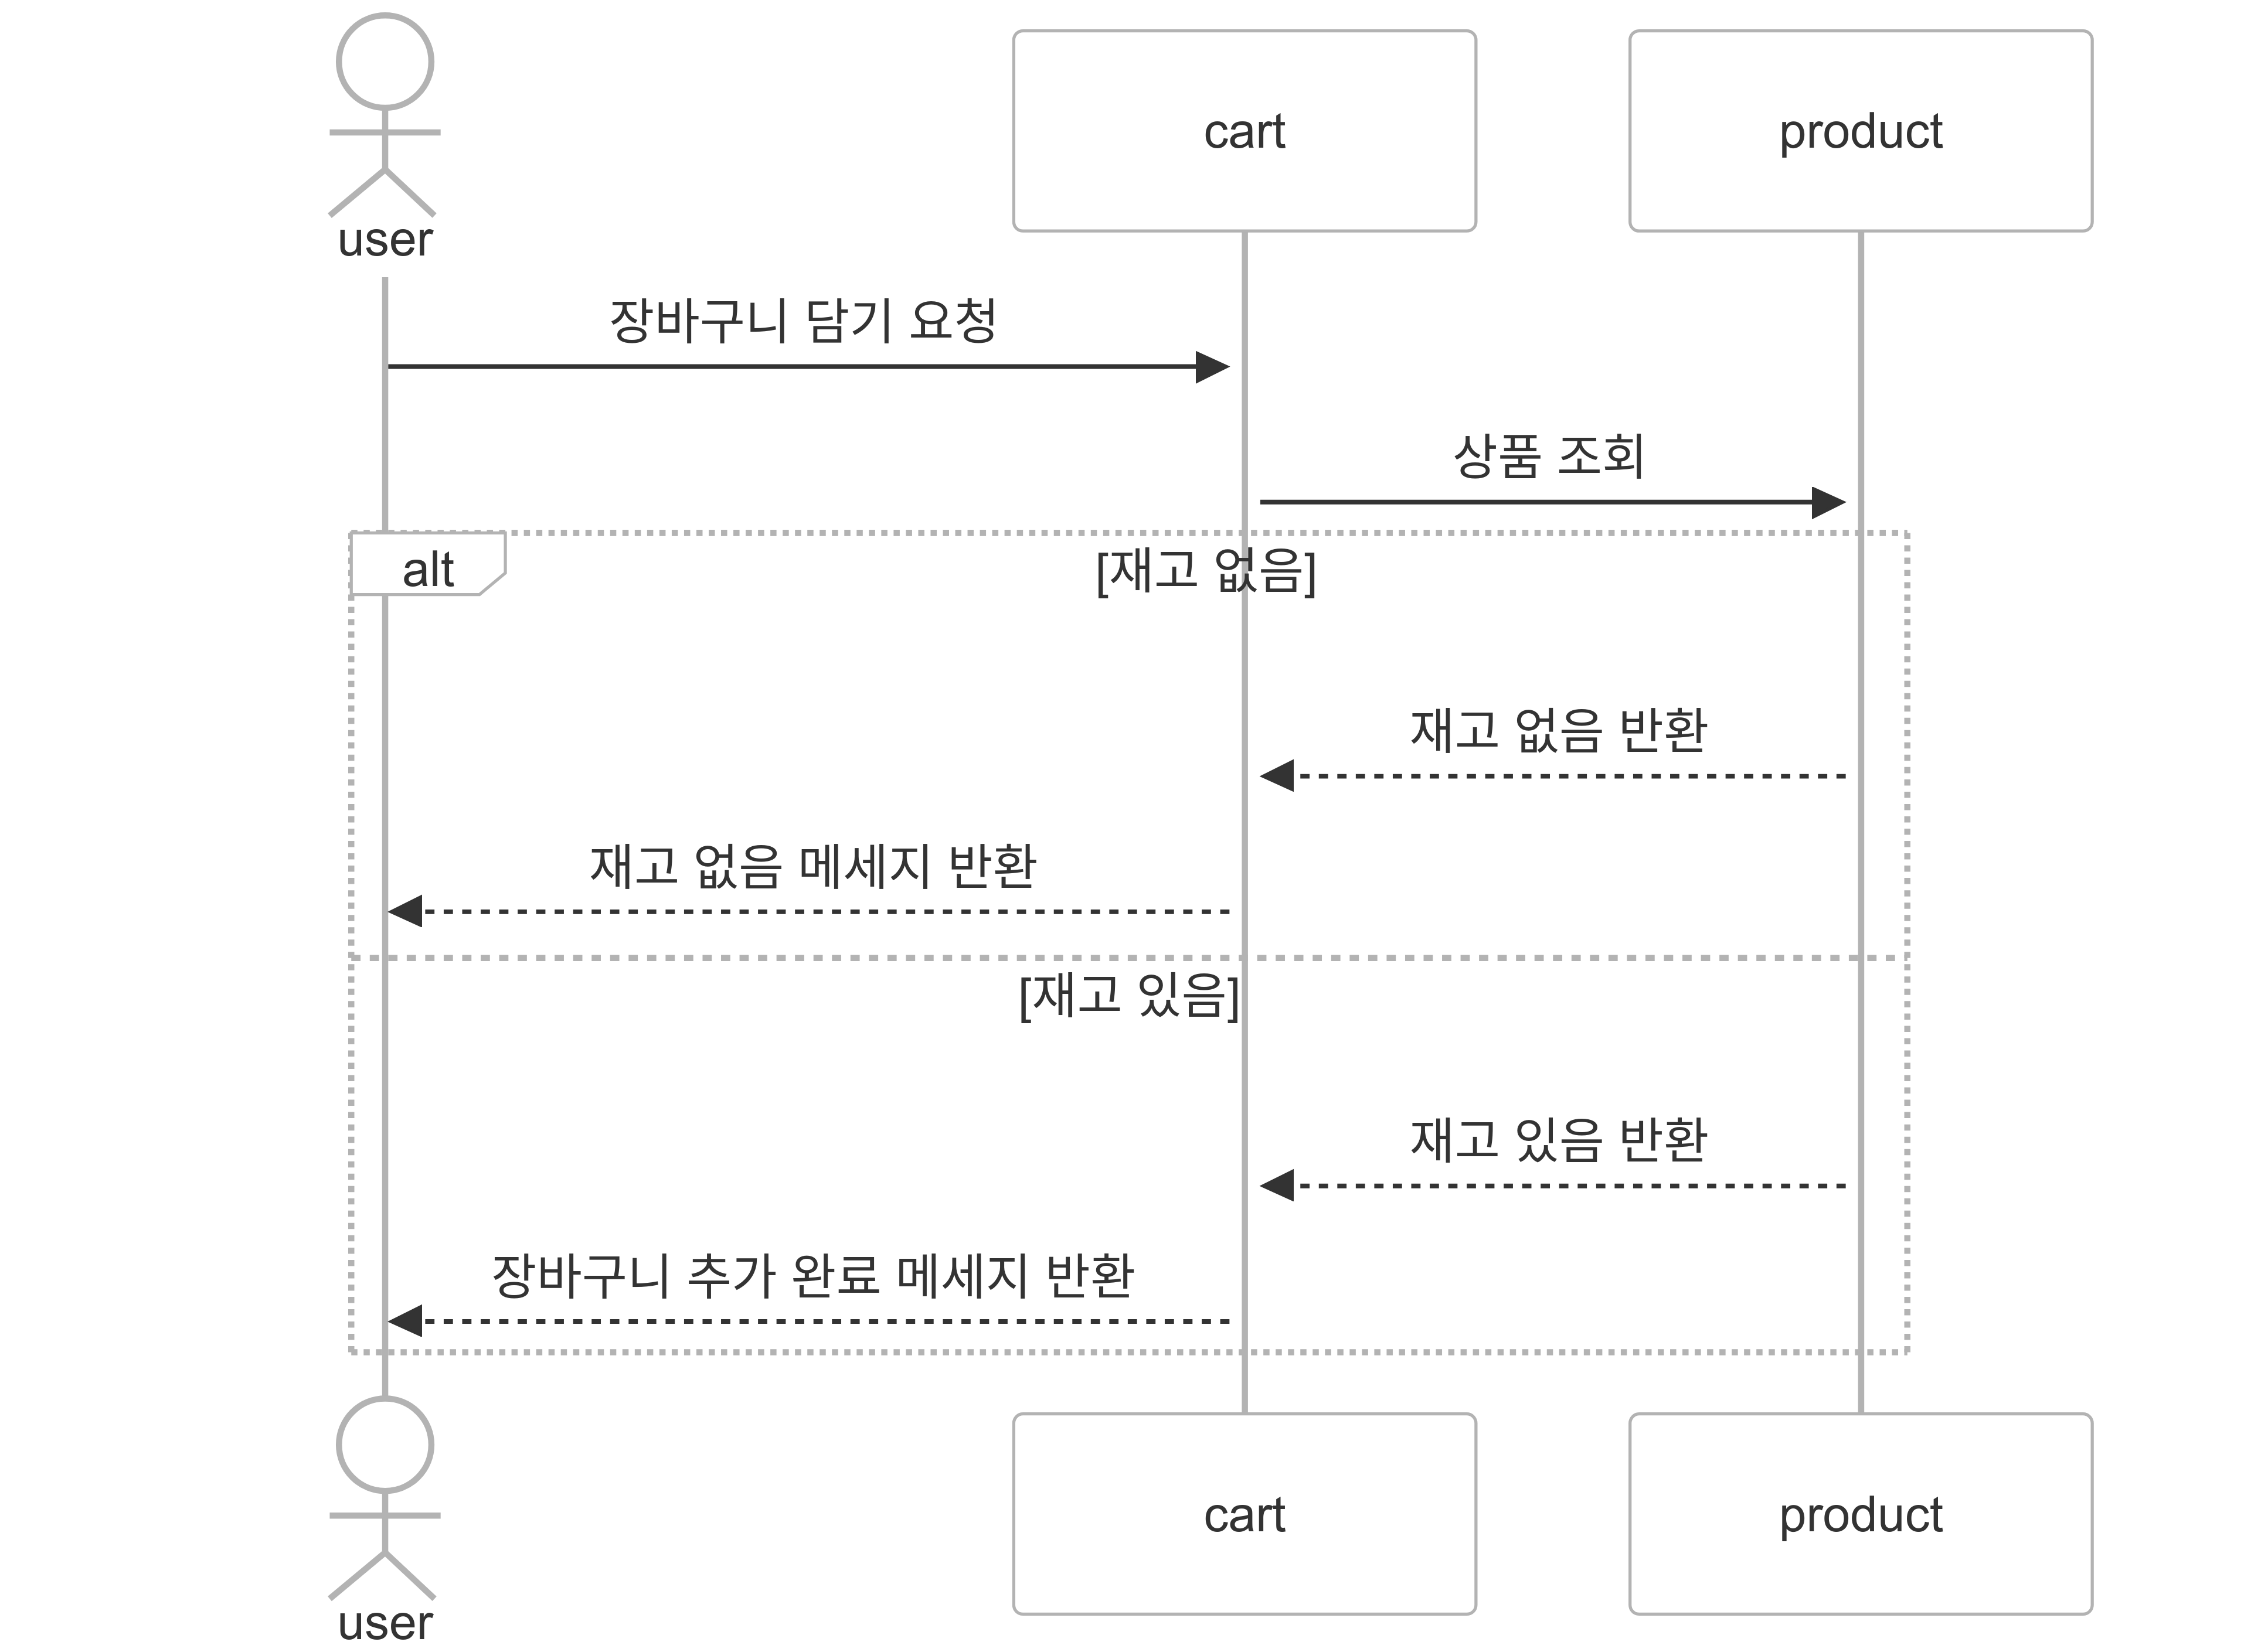 user
cart
product
장바구니 담기 요청
상품 조회
alt
[재고 없음]
재고 없음 반환
재고 없음 메세지 반환
[재고 있음]
재고 있음 반환
장바구니 추가 완료 메세지 반환
user
cart
product